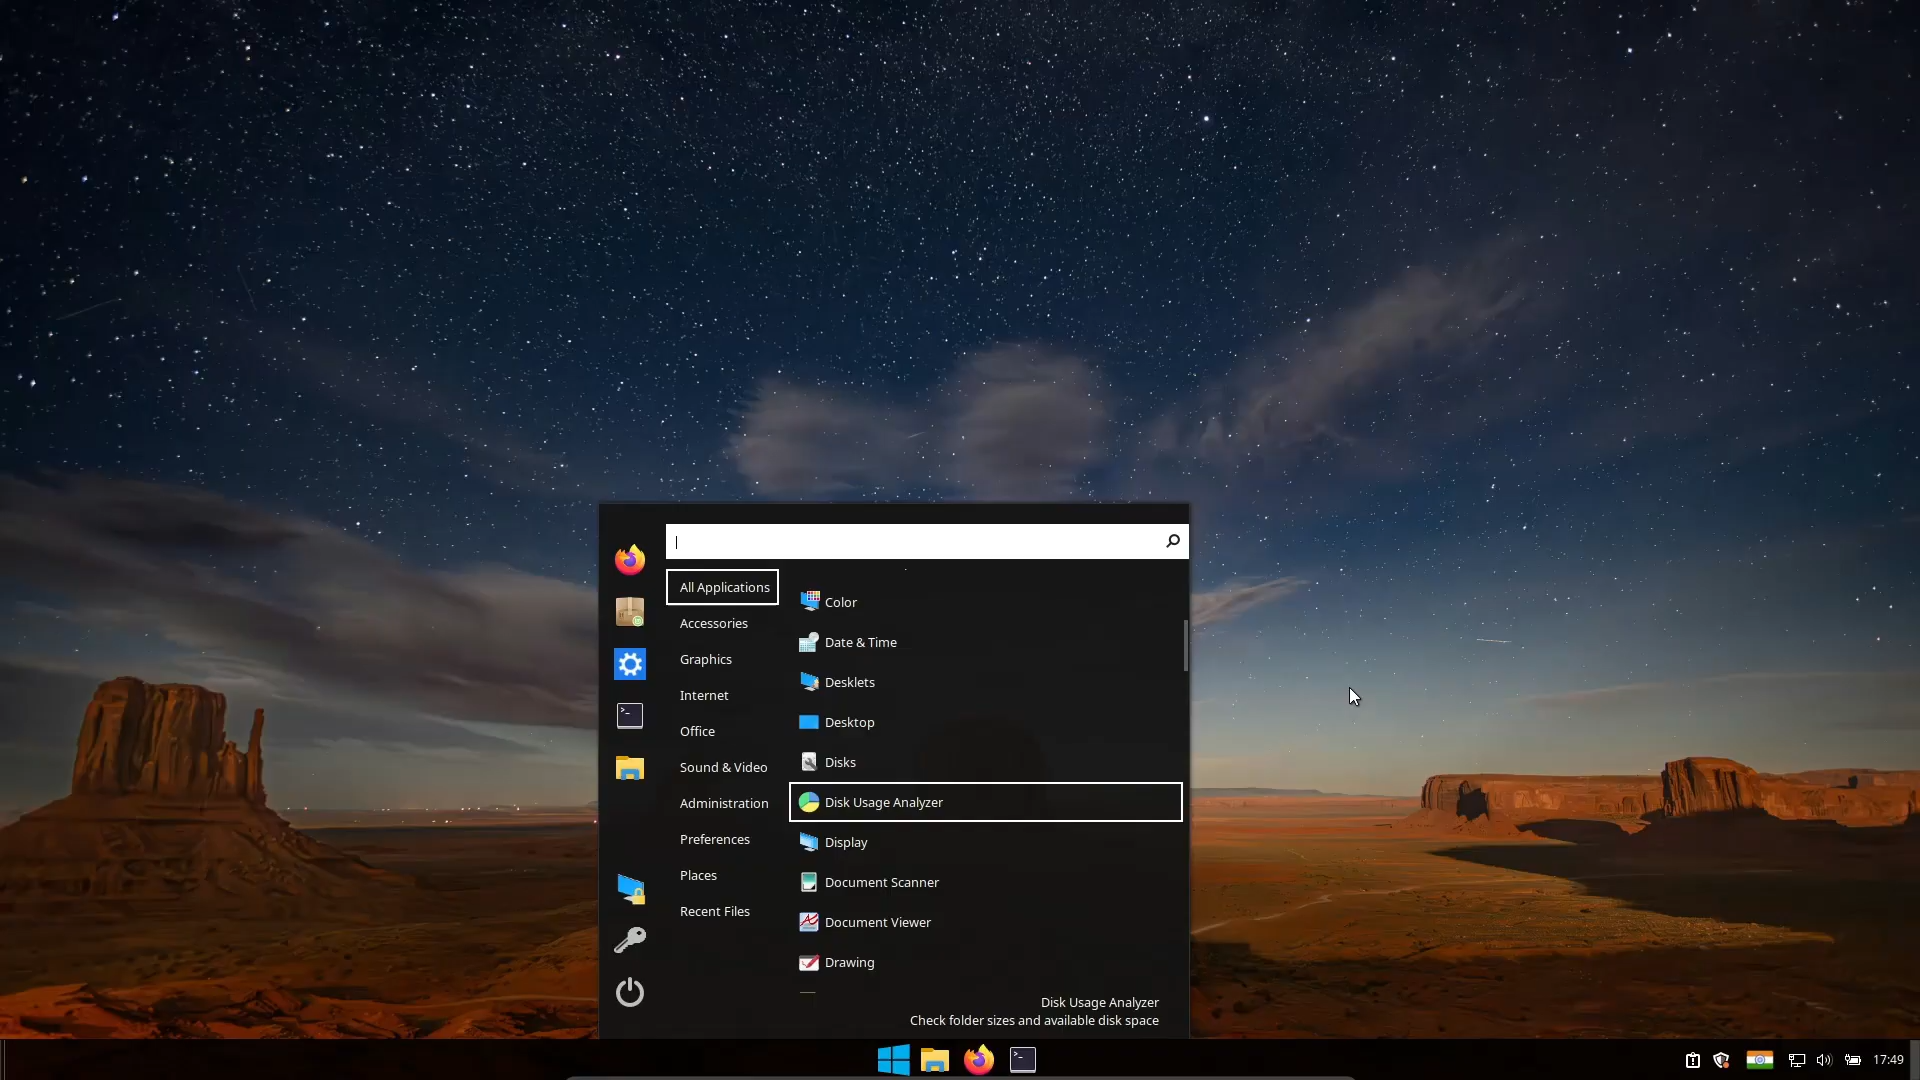 All Applications
Accessories
Graphics
Internet
Office
Sound & Video
Administration
Preferences
Places
Recent Files
Color
Date & Time
Desklets
Desktop
Disks
Disk Usage Analyzer
Display
Document Scanner
Document Viewer
Drawing
Disk Usage Analyzer
Check folder sizes and available disk space
17:49